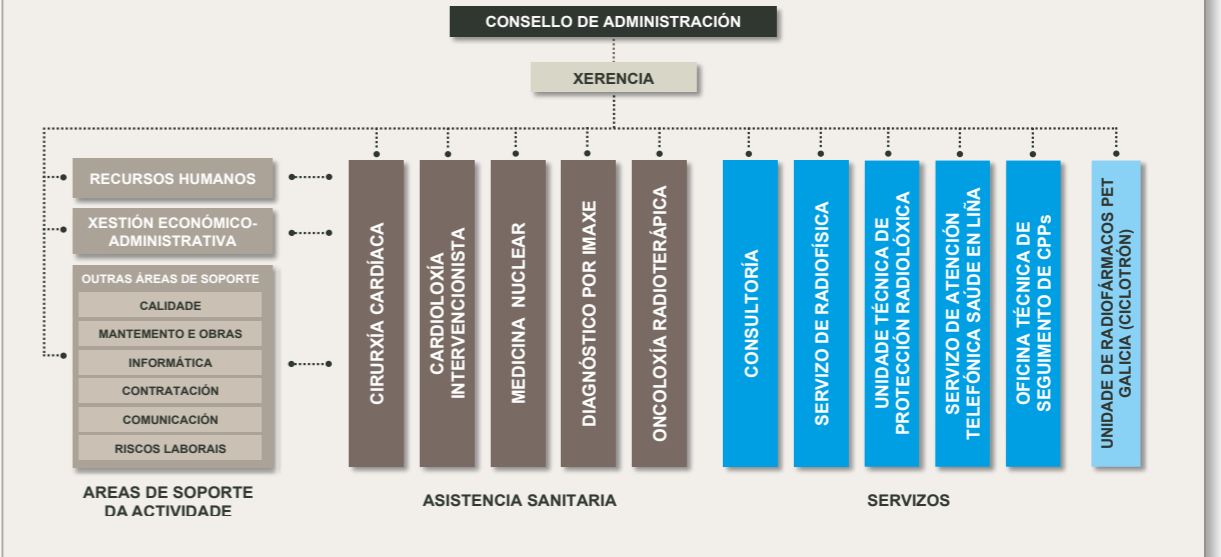 CONSELLO DE ADMINISTRACIÓN
XERENCIA
RECURSOS HUMANOS
XESTIÓN ECONÓMICO-
ADMINISTRATIVA
OUTRAS ÁREAS DE SOPORTE
CALIDADE
MANTEMENTO E OBRAS
INFORMÁTICA
CONTRATACIÓN
COMUNICACIÓN
RISCOS LABORAIS
AREAS DE SOPORTE
DA ACTIVIDADE
CIRURXÍA CARDÍACA
CARDIOLOXÍA
INTERVENCIONISTA
MEDICINA NUCLEAR
DIAGNÓSTICO POR IMAXE
ONCOLOXÍA RADIOTERÁPICA
ASISTENCIA SANITARIA
CONSULTORÍA
SERVIZO DE RADIOFÍSICA
UNIDADE TÉCNICA DE
PROTECCIÓN RADIOLÓXICA
SERVIZO DE ATENCIÓN
TELEFÓNICA SAÚDE EN LIÑA
OFICINA TÉCNICA DE
SEGUIMENTO DE CPPs
SERVIZOS
UNIDADE DE RADIOFÁRMACOS PET
GALICIA (CICLOTRÓN)